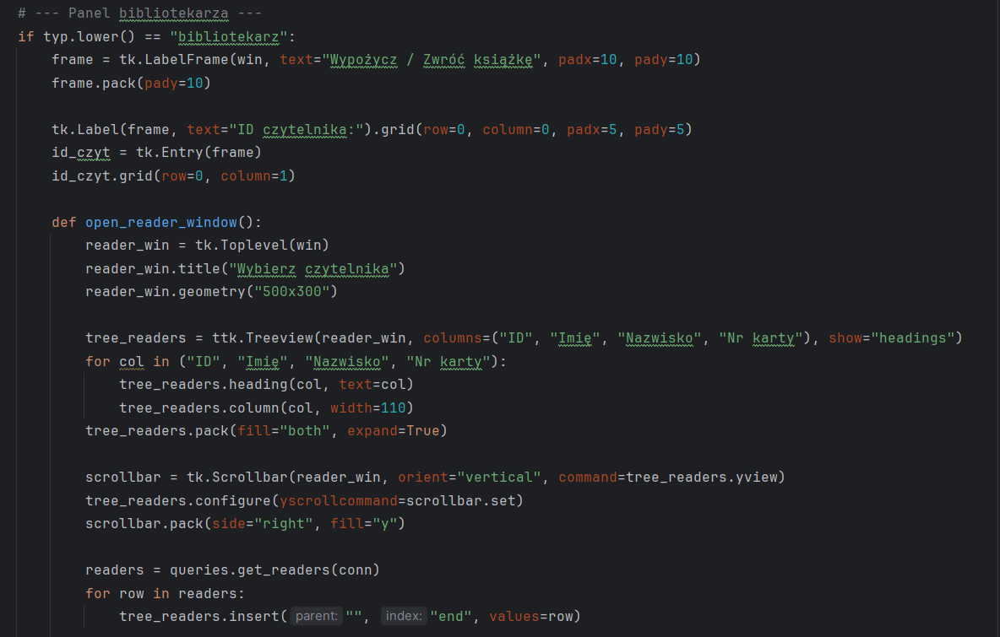 # --- Panel bibliotekarza ---
if typ.lower() == "bibliotekarz":
    frame = tk.LabelFrame(win, text="Wypożycz / Zwróć książkę", padx=10, pady=10)
    frame.pack(pady=10)

    tk.Label(frame, text="ID czytelnika:").grid(row=0, column=0, padx=5, pady=5)
    id_czyt = tk.Entry(frame)
    id_czyt.grid(row=0, column=1)

    def open_reader_window():
        reader_win = tk.Toplevel(win)
        reader_win.title("Wybierz czytelnika")
        reader_win.geometry("500x300")

        tree_readers = ttk.Treeview(reader_win, columns=("ID", "Imię", "Nazwisko", "Nr karty"), show="headings")
        for col in ("ID", "Imię", "Nazwisko", "Nr karty"):
            tree_readers.heading(col, text=col)
            tree_readers.column(col, width=110)
        tree_readers.pack(fill="both", expand=True)

        scrollbar = tk.Scrollbar(reader_win, orient="vertical", command=tree_readers.yview)
        tree_readers.configure(yscrollcommand=scrollbar.set)
        scrollbar.pack(side="right", fill="y")

        readers = queries.get_readers(conn)
        for row in readers:
            tree_readers.insert( parent: "", index: "end", values=row)